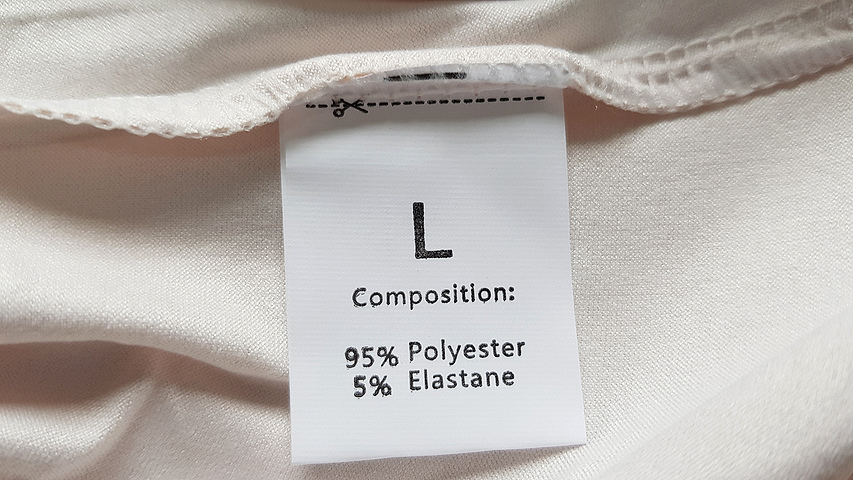 L
Composition:
95% Polyester
5% Elastane